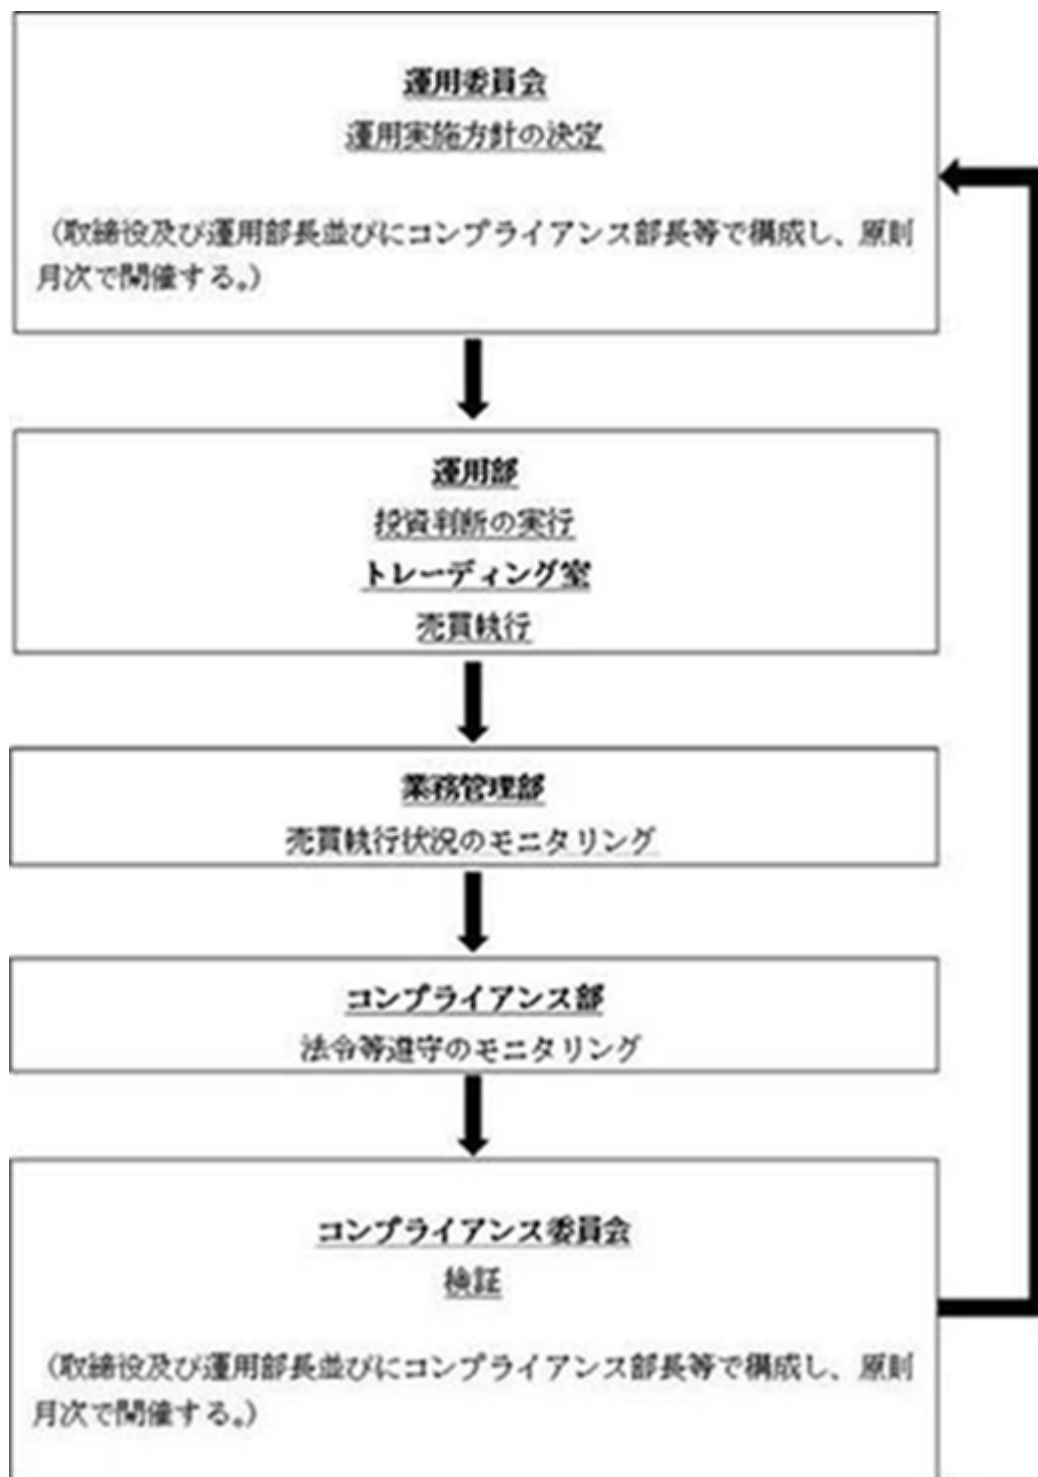 運用委員会
運用実施方針の決定
（取締役及び運用部長並びにコンプライアンス部長等で構成し、原則
月次で開催する。）
運用部
投資判断の実行
トレーディング室
売買執行
業務管理部
売買執行状況のモニタリング
コンプライアンス部
法令等遵守のモニタリング
コンプライアンス委員会
検証
（取締役及び運用部長並びにコンプライアンス部長等で構成し、原則
月次で開催する。）